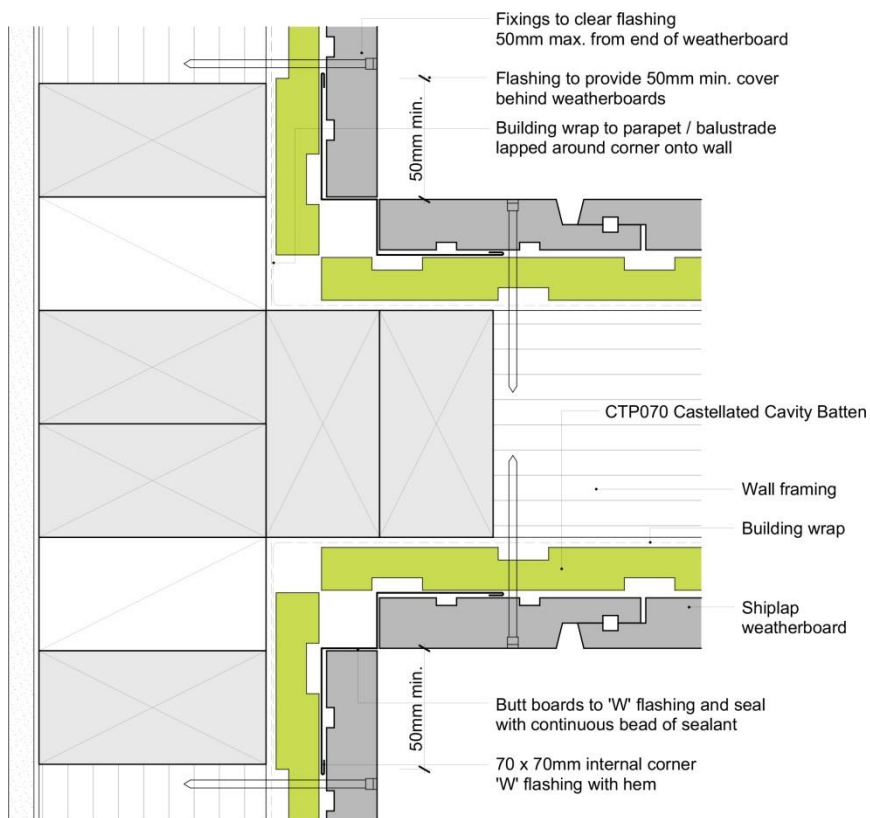 Fixings to clear flashing
50mm max. from end of weatherboard
Flashing to provide 50mm min. cover
behind weatherboards
50mm min.
Building wrap to parapet / balustrade
lapped around corner onto wall
CTP070 Castellated Cavity Batten
Wall framing
Building wrap
Shiplap
weatherboard
50mm min.
Butt boards to 'W' flashing and seal
with continuous bead of sealant
70 x 70mm internal corner
'W' flashing with hem